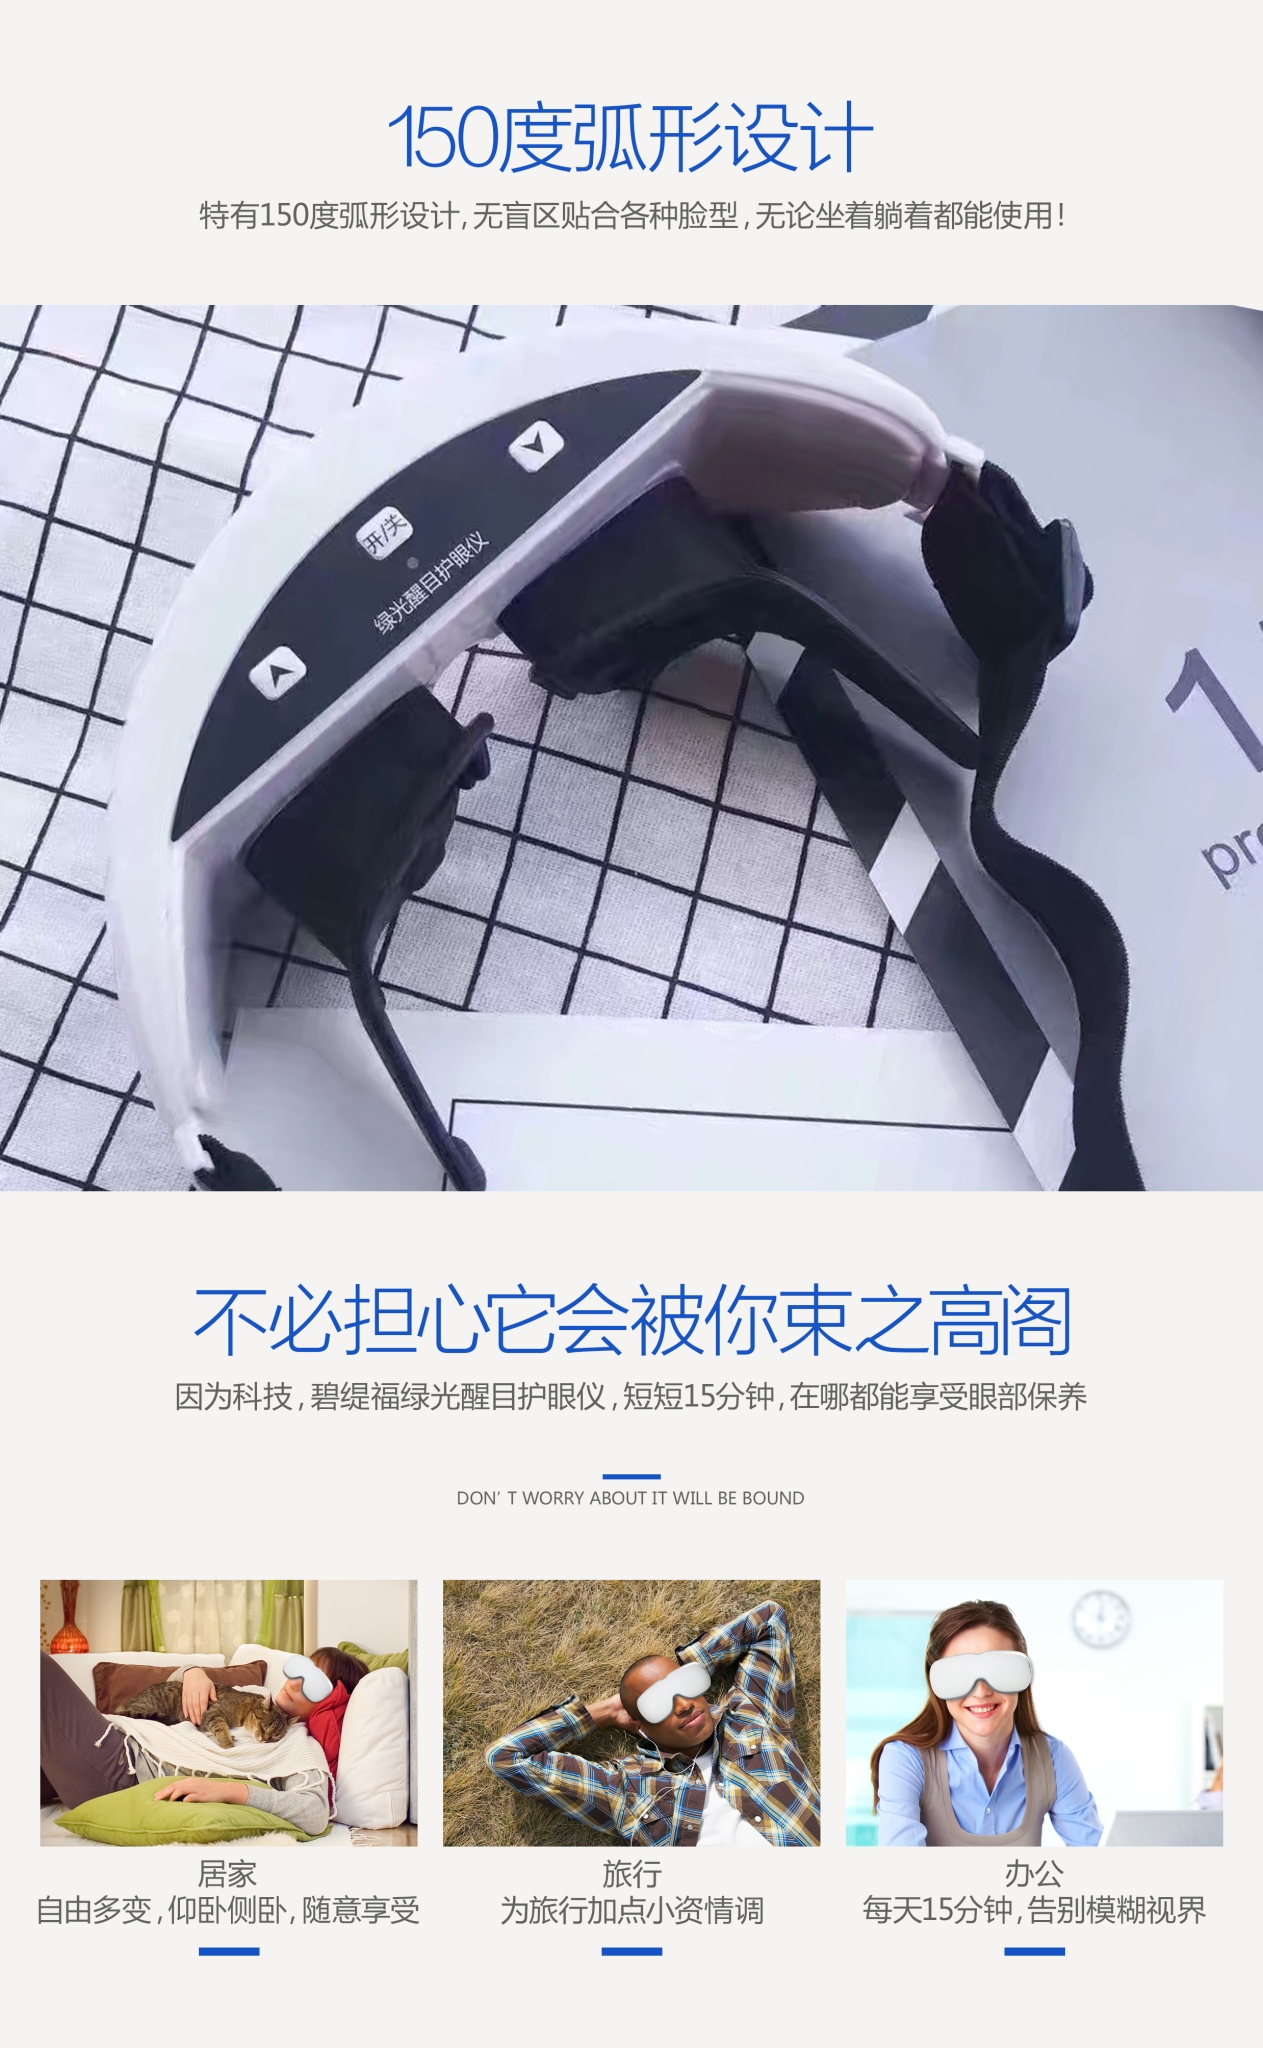 150度弧形设计
特有150度弧形设计,无盲区贴合各种脸型,无论坐着躺着都能使用!
开/关
绿光醒目护眼仪
1
pr
不必担心它会被你束之高阁
因为科技,碧缇福绿光醒目护眼仪,短短15分钟,在哪都能享受眼部保养
DON'T WORRY ABOUT IT WILL BE BOUND
居家
自由多变,仰卧侧卧,随意享受
旅行
为旅行加点小资情调
办公
每天15分钟,告别模糊视界